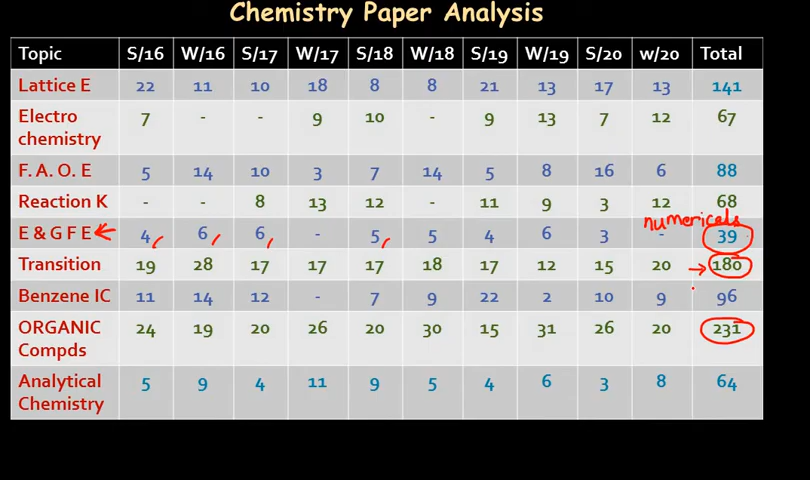 Chemistry Paper Analysis
Topic S/16 W/16 S/17 W/17 S/18 W/18 S/19 W/19 S/20 w/20 Total
Lattice E 22 11 10 18 8 8 21 13 17 13 141
Electro chemistry 7 - - 9 10 - 9 13 7 12 67
F. A. O. E 5 14 10 3 7 14 5 8 16 6 88
Reaction K - - 8 13 12 - 11 9 3 12 68
numericals
E & G F E 4 6 6 - 5 5 4 6 3 - 39
Transition 19 28 17 17 17 18 17 12 15 20 180
Benzene IC 11 14 12 - 7 9 22 2 10 9 96
ORGANIC Compds 24 19 20 26 20 30 15 31 26 20 231
Analytical Chemistry 5 9 4 11 9 5 4 6 3 8 64